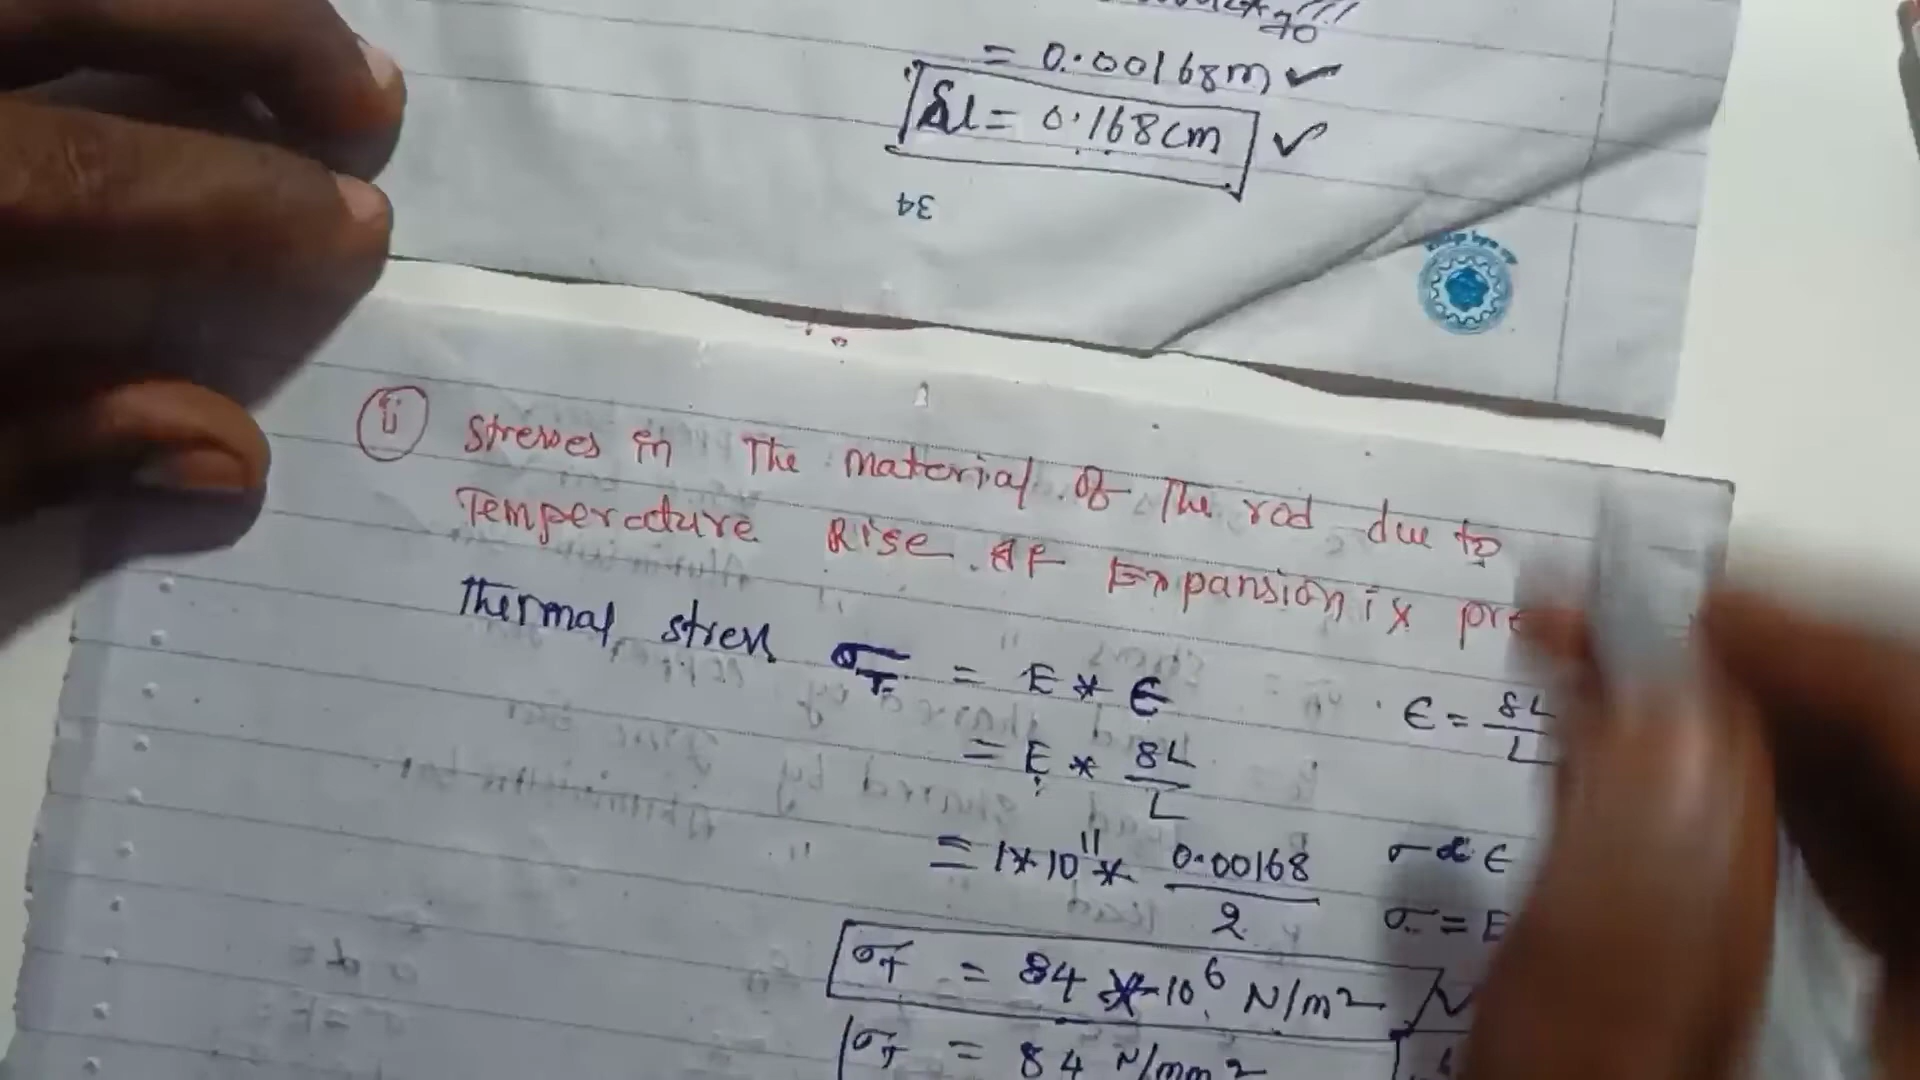 = 0.00168m ✓
δl = 0.168cm ✓
34
ii Stresses in The material of The rod due to
Temperature Rise. If Expansion is pre
Thermal stress σT = E * ϵ
ϵ = δL/L
= E * δL/L
= 1*10¹¹ * 0.00168/2
σ ∝ ϵ
σ = E
σT = 84 * 10⁶ N/m²
σT = 84 N/mm²